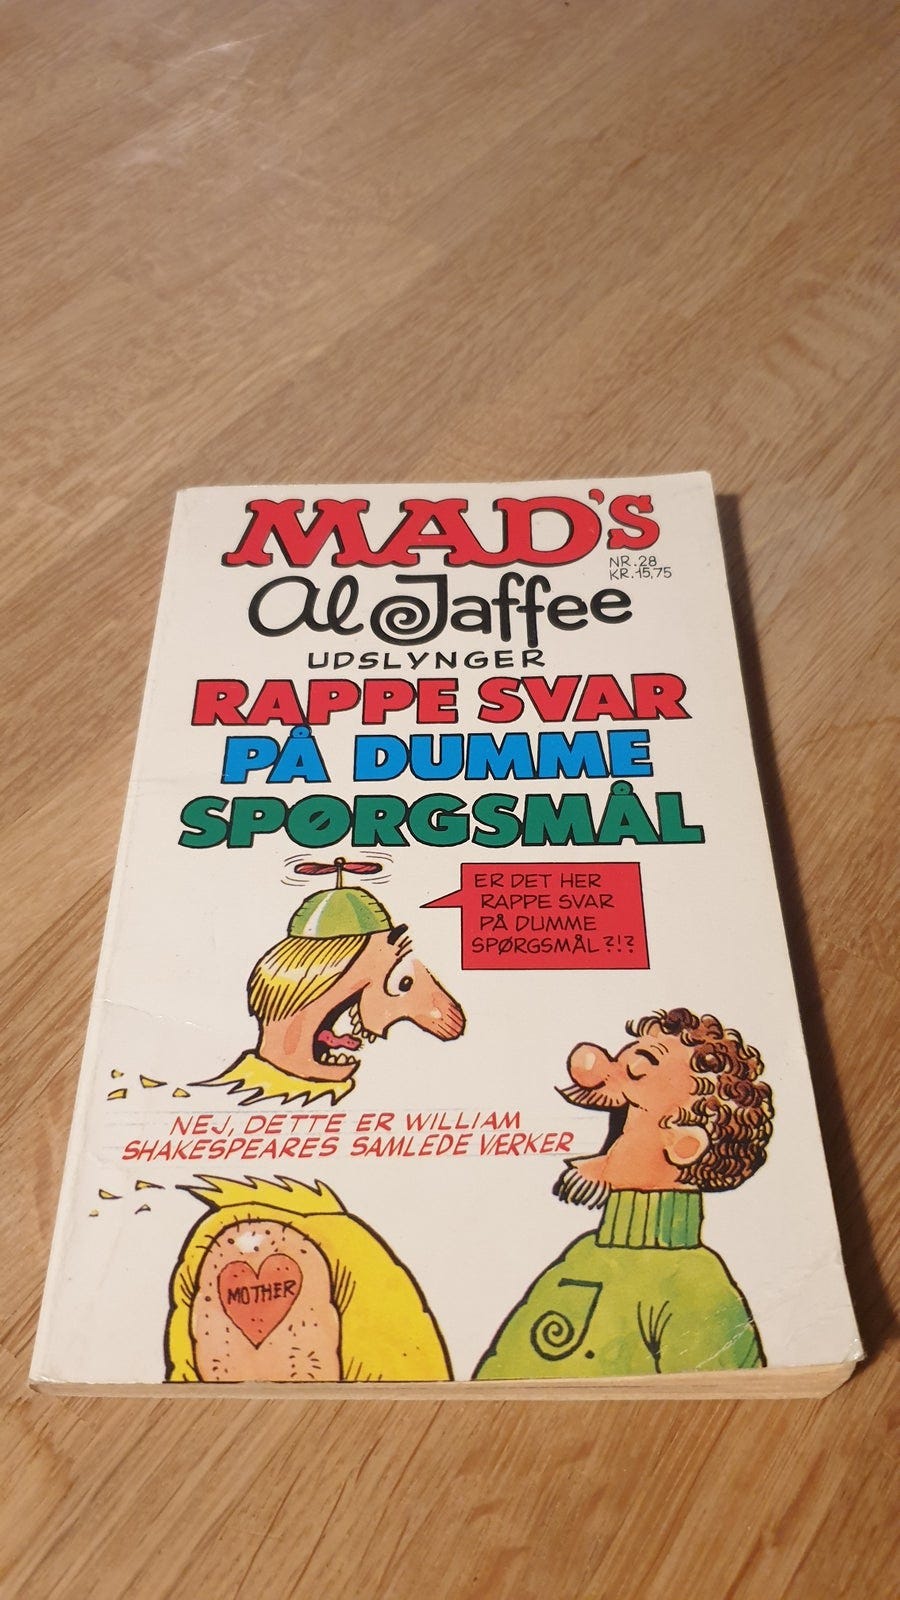 MAD's
NR.28
KR.15,75
Al Jaffee
UDSLYNGER
RAPPE SVAR
PÅ DUMME
SPØRGSMÅL
ER DET HER
RAPPE SVAR
PÅ DUMME
SPØRGSMÅL?!?
NEJ, DETTE ER WILLIAM
SHAKESPEARES SAMLEDE VÆRKER
MOTHER
J.